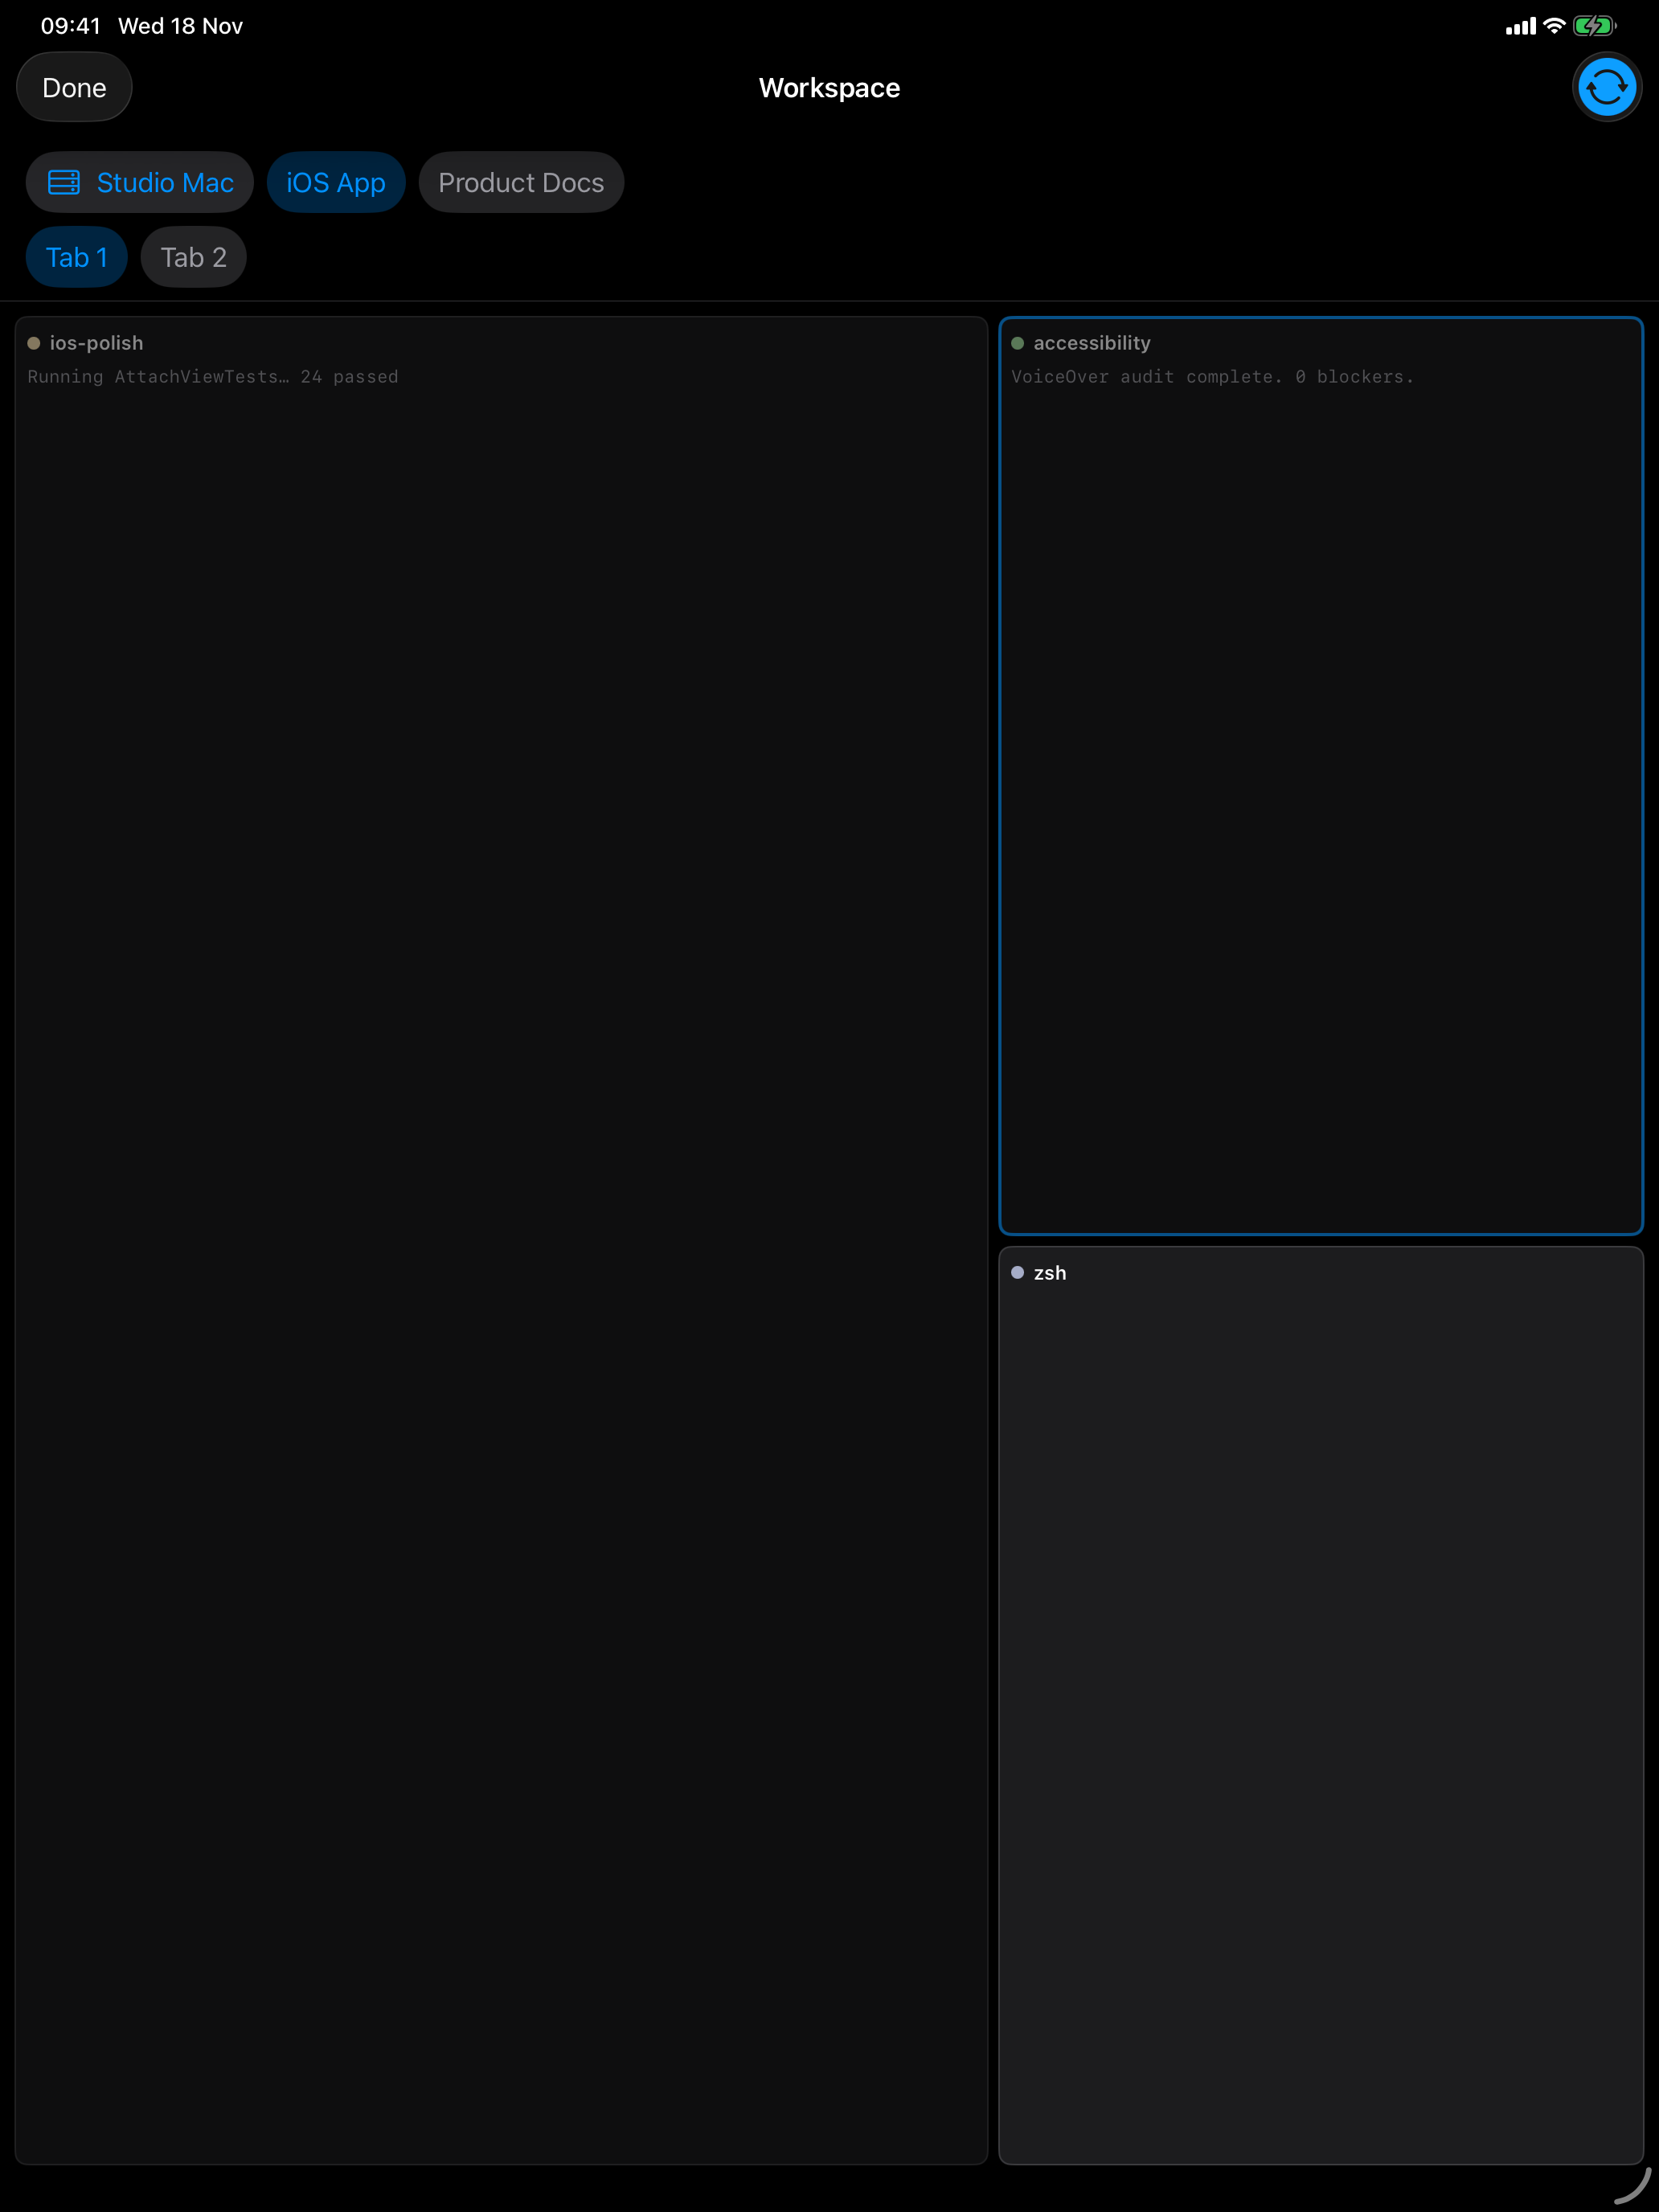 09:41 Wed 18 Nov
Done
Workspace
Studio Mac
iOS App
Product Docs
Tab 1
Tab 2
ios-polish
Running AttachViewTests… 24 passed
accessibility
VoiceOver audit complete. 0 blockers.
zsh